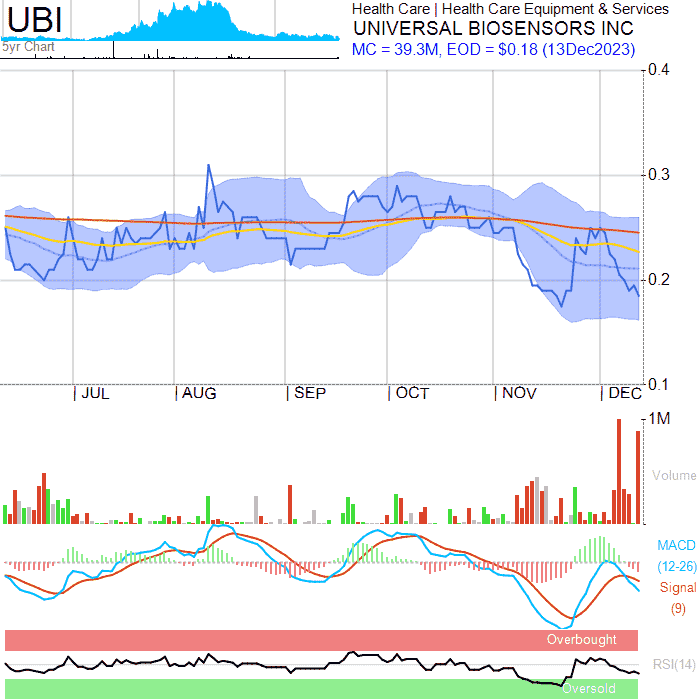 UBI
5yr Chart
Health Care | Health Care Equipment & Services
UNIVERSAL BIOSENSORS INC
MC = 39.3M, EOD = $0.18 (13Dec2023)
0.4
0.3
0.2
0.1
| JUL | AUG | SEP | OCT | NOV | DEC
1M
Volume
MACD
(12-26)
Signal
(9)
Overbought
RSI(14)
Oversold